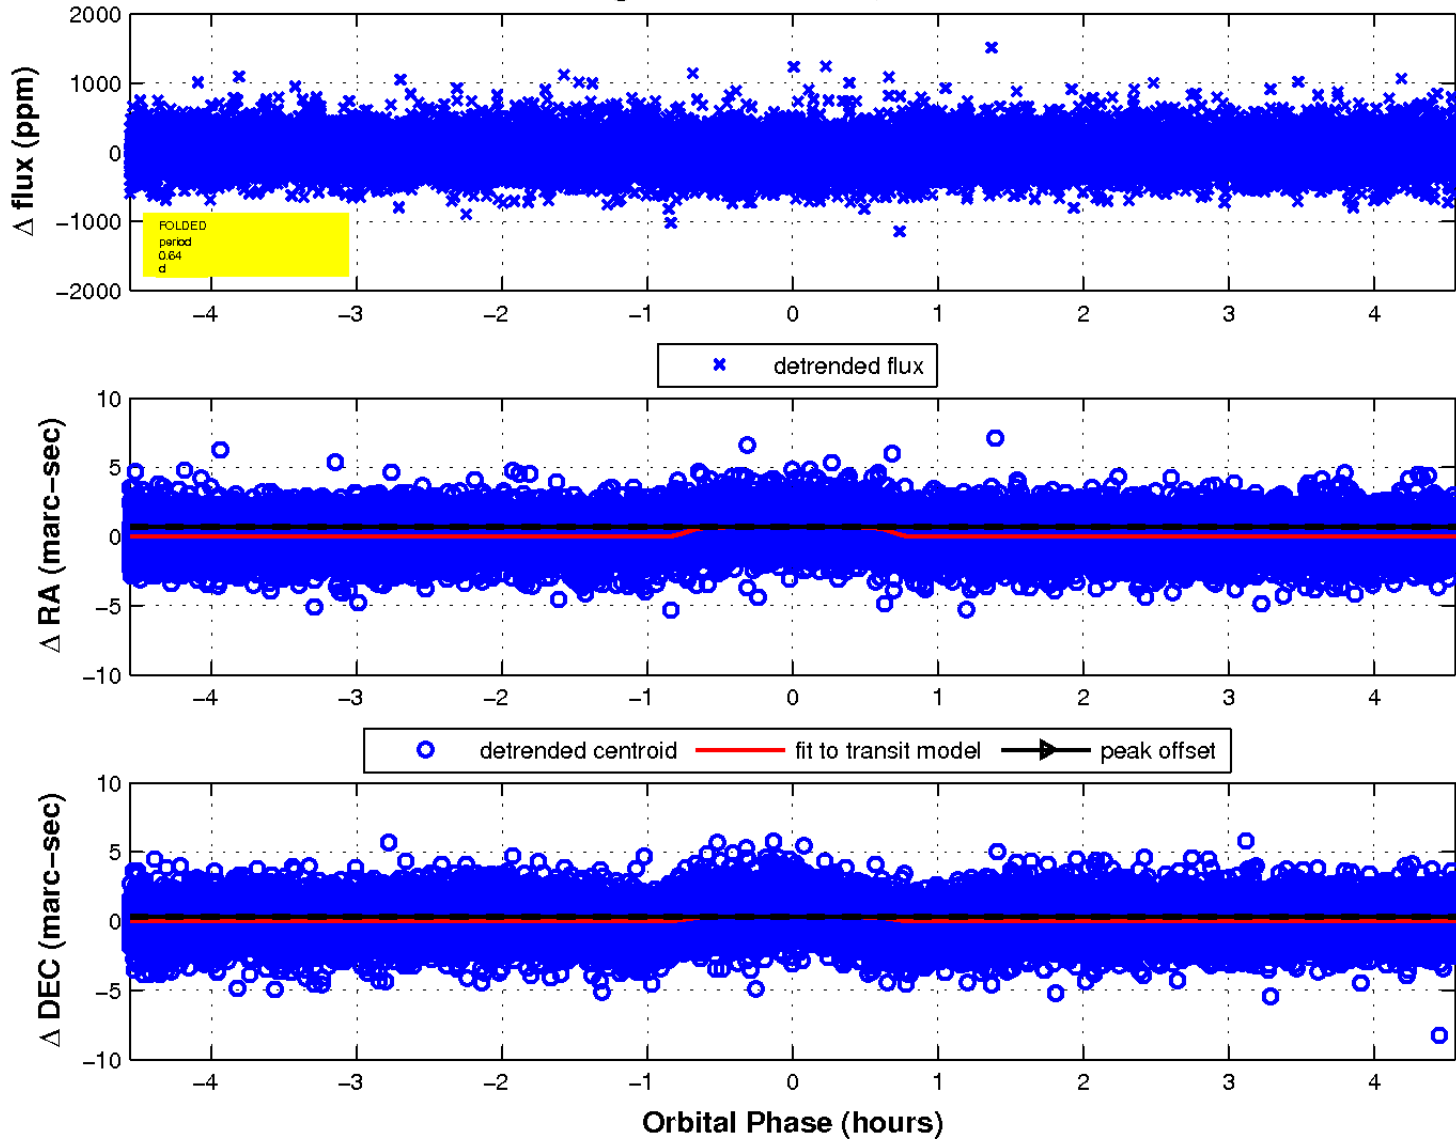 2000
1000
0
−1000
−2000
Δ flux (ppm)
FOLDED
period
0.64
d
−4 −3 −2 −1 0 1 2 3 4
detrended flux
10
5
0
−5
−10
Δ RA (marc−sec)
−4 −3 −2 −1 0 1 2 3 4
detrended centroid fit to transit model peak offset
10
5
0
−5
−10
Δ DEC (marc−sec)
−4 −3 −2 −1 0 1 2 3 4
Orbital Phase (hours)